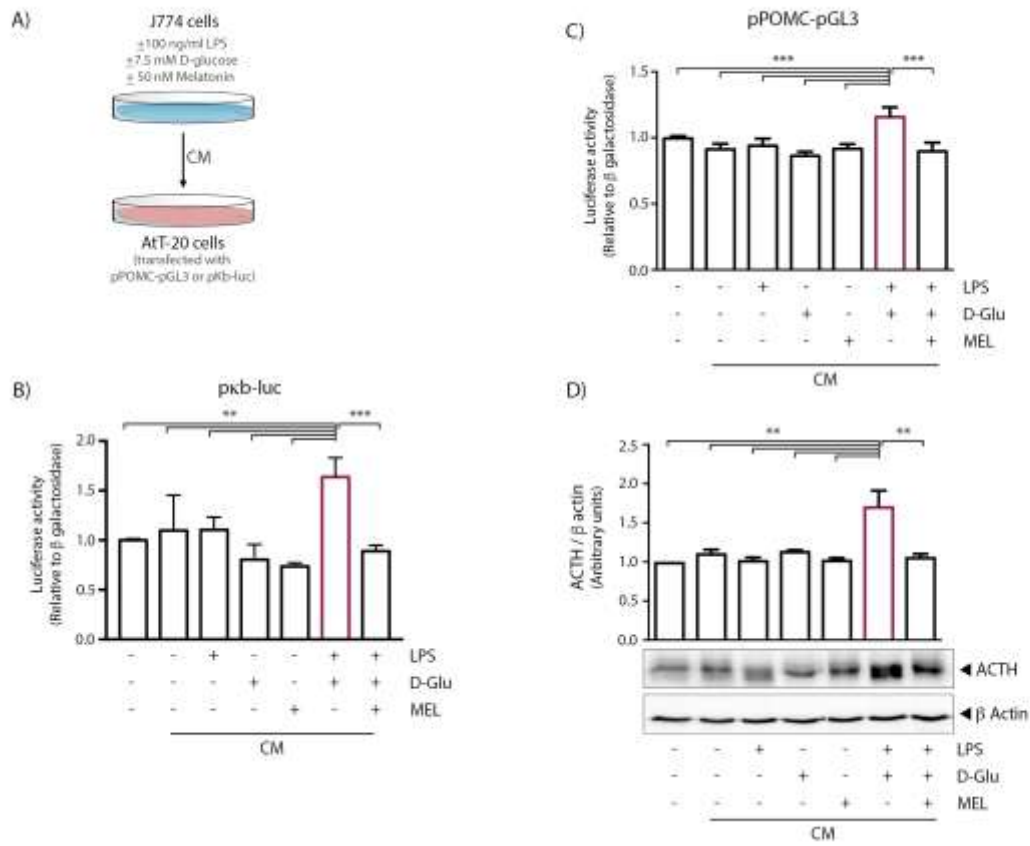 A)
J774 cells
±100 ng/ml LPS
±7.5 mM D-glucose
± 50 nM Melatonin
CM
AtT-20 cells
(transfected with
pPOMC-pGL3 or pKb-luc)
B)
pκb-luc
** ***
Luciferase activity
(Relative to β galactosidase)
2.0
1.5
1.0
0.5
0.0
- - + - - + + LPS
- - - + - + + D-Glu
- - - - + - + MEL
CM
C)
pPOMC-pGL3
*** ***
Luciferase activity
(Relative to β galactosidase)
1.5
1.0
0.5
0.0
- - + - - + + LPS
- - - + - + + D-Glu
- - - - + - + MEL
CM
D)
** **
ACTH / β actin
(Arbitrary units)
2.5
2.0
1.5
1.0
0.5
0.0
ACTH
β Actin
- - + - - + + LPS
- - - + - + + D-Glu
- - - - + - + MEL
CM